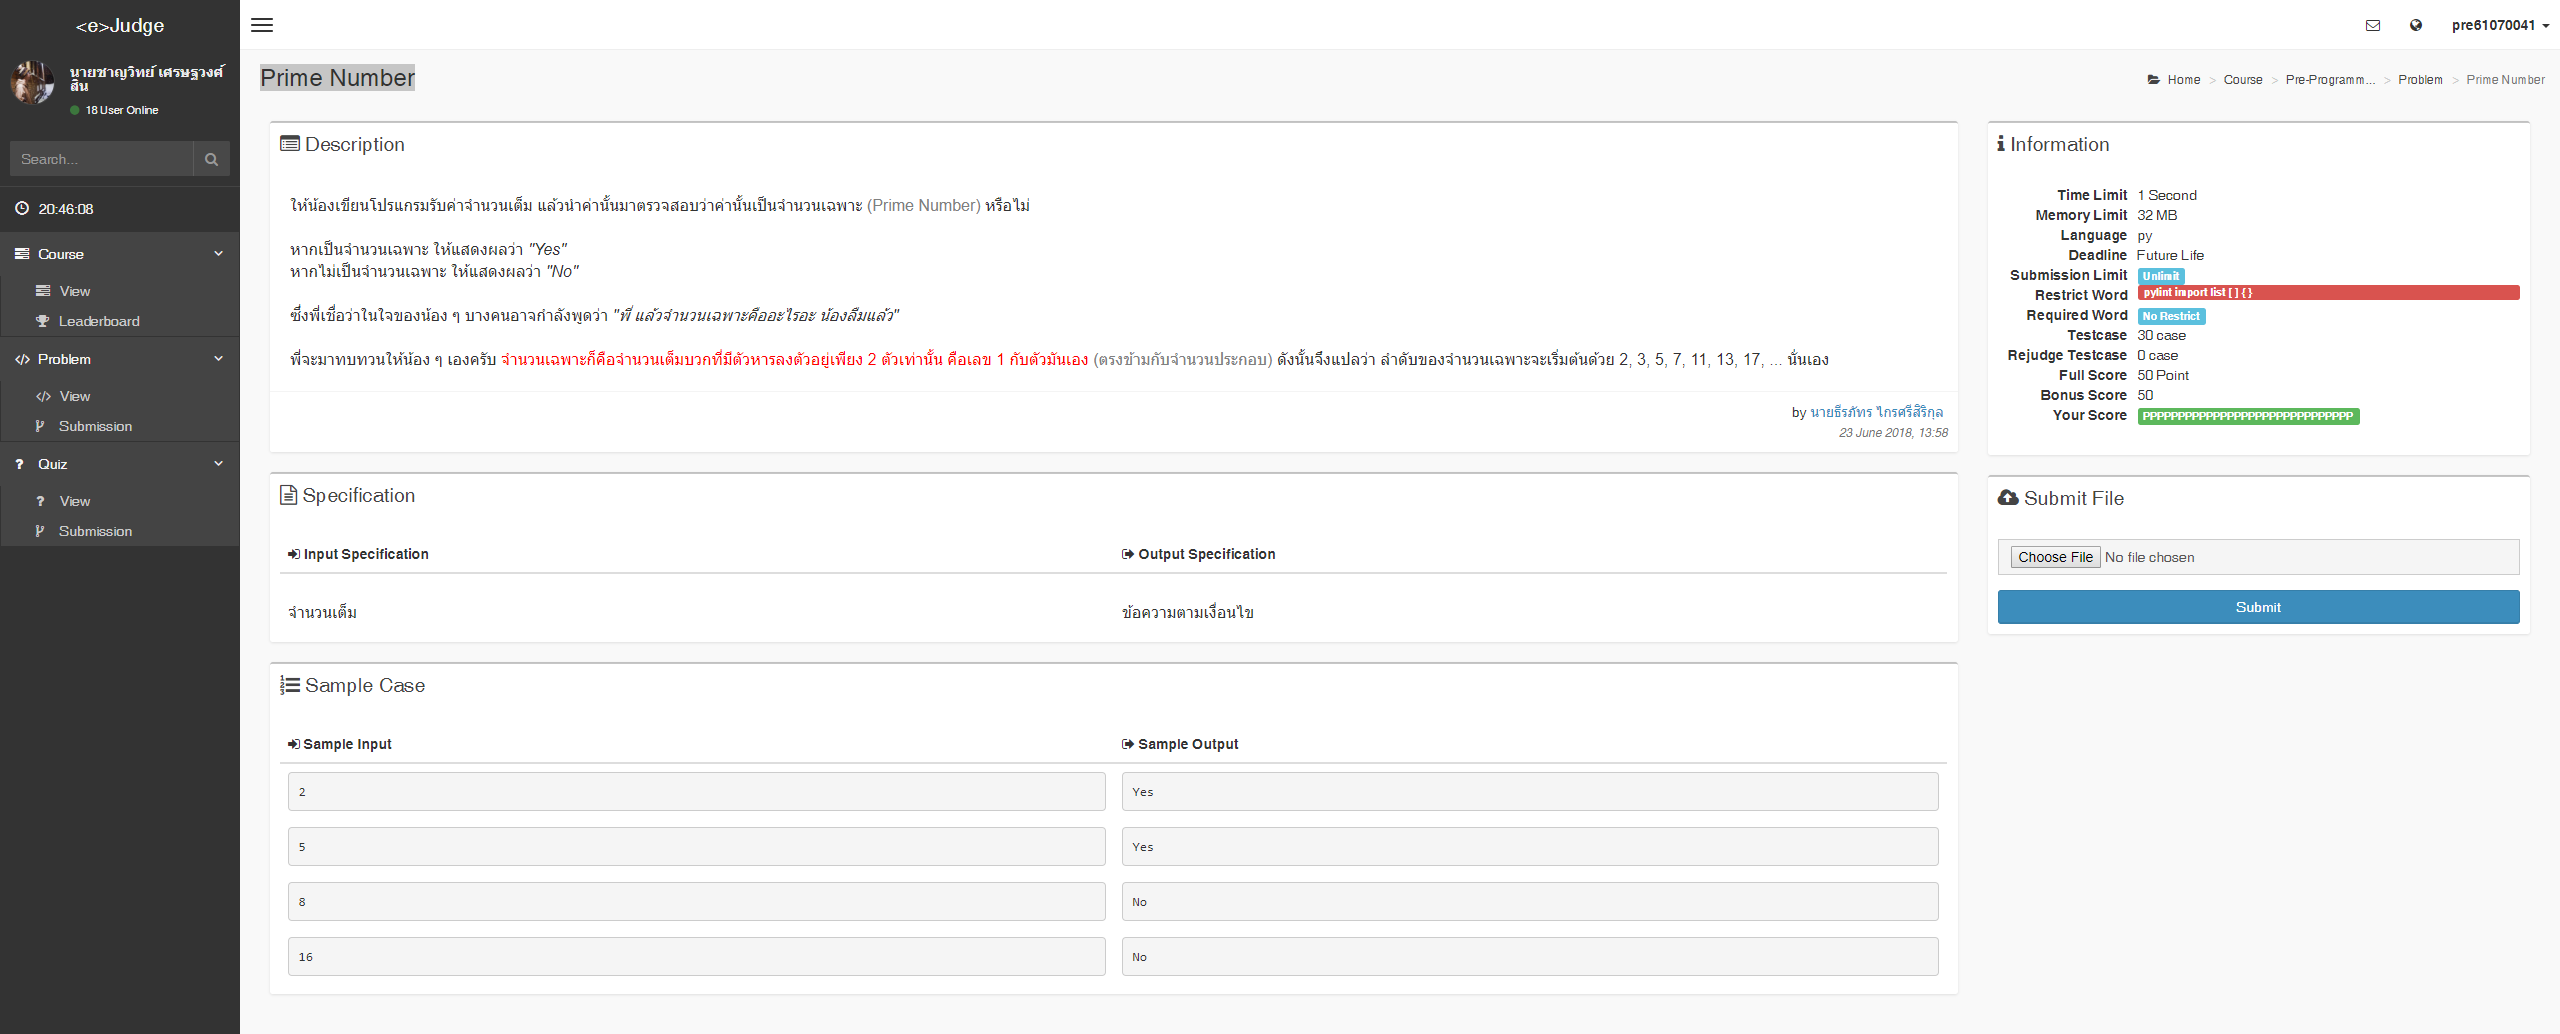 <e>Judge
pre61070041
นายชาญวิทย์ เศรษฐวงศ์
สิน
18 User Online
Search...
20:46:08
Course
View
Leaderboard
Problem
View
Submission
Quiz
View
Submission
Prime Number
Home > Course > Pre-Programm... > Problem > Prime Number
Description
ให้น้องเขียนโปรแกรมรับค่าจำนวนเต็ม แล้วนำค่านั้นมาตรวจสอบว่าค่านั้นเป็นจำนวนเฉพาะ (Prime Number) หรือไม่
หากเป็นจำนวนเฉพาะ ให้แสดงผลว่า "Yes"
หากไม่เป็นจำนวนเฉพาะ ให้แสดงผลว่า "No"
ซึ่งพี่เชื่อว่าในใจของน้อง ๆ บางคนอาจกำลังพูดว่า "พี่ แล้วจำนวนเฉพาะคืออะไรอะ น้องลืมแล้ว"
พี่จะมาทบทวนให้น้อง ๆ เองครับ จำนวนเฉพาะก็คือจำนวนเต็มบวกที่มีตัวหารลงตัวอยู่เพียง 2 ตัวเท่านั้น คือเลข 1 กับตัวมันเอง (ตรงข้ามกับจำนวนประกอบ) ดังนั้นจึงแปลว่า ลำดับของจำนวนเฉพาะจะเริ่มต้นด้วย 2, 3, 5, 7, 11, 13, 17, ... นั่นเอง
by นายธีรภัทร ไกรศรีสิริกุล
23 June 2018, 13:58
Specification
Input Specification
Output Specification
จำนวนเต็ม
ข้อความตามเงื่อนไข
Sample Case
Sample Input
Sample Output
2
Yes
5
Yes
8
No
16
No
Information
Time Limit 1 Second
Memory Limit 32 MB
Language py
Deadline Future Life
Submission Limit Unlimit
Restrict Word pylint import list [ ] { }
Required Word No Restrict
Testcase 30 case
Rejudge Testcase 0 case
Full Score 50 Point
Bonus Score 50
Your Score PPPPPPPPPPPPPPPPPPPPPPPPPPPPPP
Submit File
Choose File No file chosen
Submit